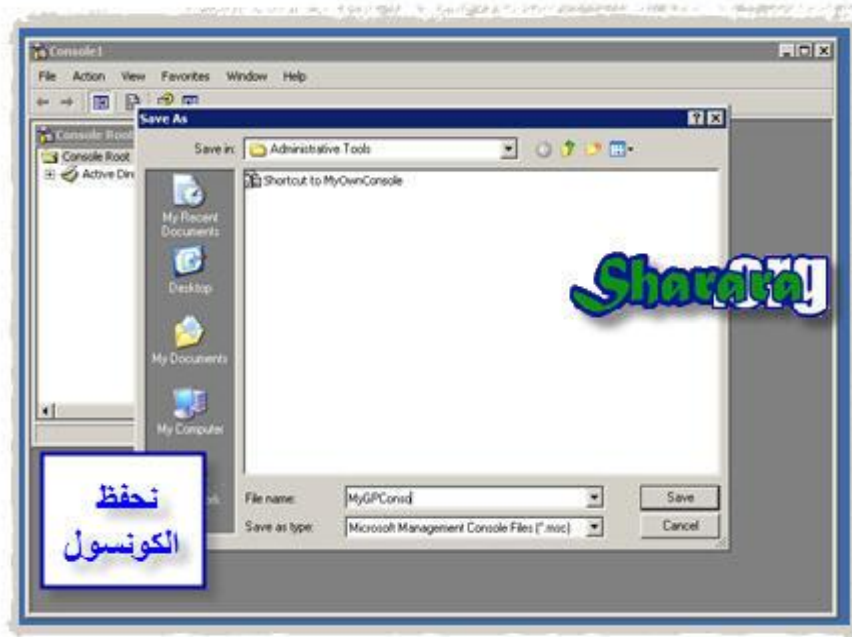 Console1
File Action View Favorites Window Help
Console Root
Console Root
Active Dire
Save As
Save in: Administrative Tools
Shortcut to MyOwnConsole
My Recent
Documents
Desktop
My Documents
My Computer
File name: MyGPConso
Save
Save as type: Microsoft Management Console Files (*.msc)
Cancel
Sharara.org
نحفظ
الكونسول